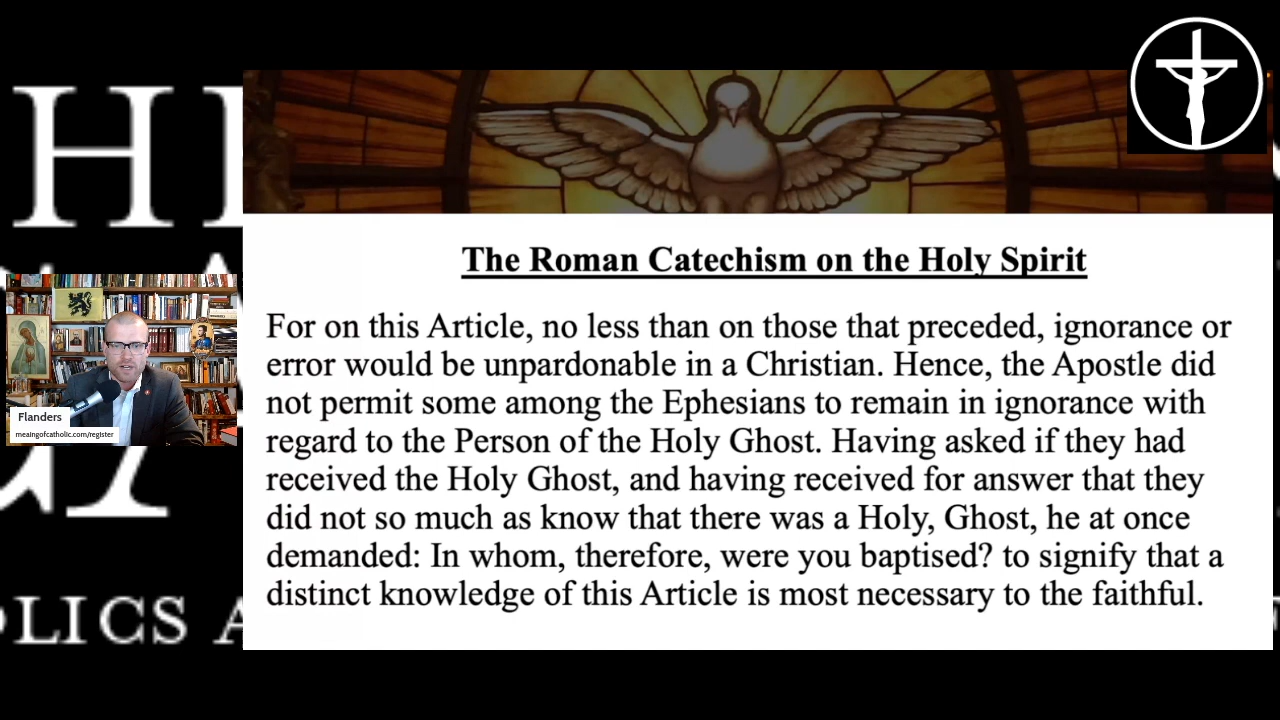 The Roman Catechism on the Holy Spirit
For on this Article, no less than on those that preceded, ignorance or
error would be unpardonable in a Christian. Hence, the Apostle did
not permit some among the Ephesians to remain in ignorance with
regard to the Person of the Holy Ghost. Having asked if they had
received the Holy Ghost, and having received for answer that they
did not so much as know that there was a Holy, Ghost, he at once
demanded: In whom, therefore, were you baptised? to signify that a
distinct knowledge of this Article is most necessary to the faithful.
Flanders
meaingofcatholic.com/register
OLICS A